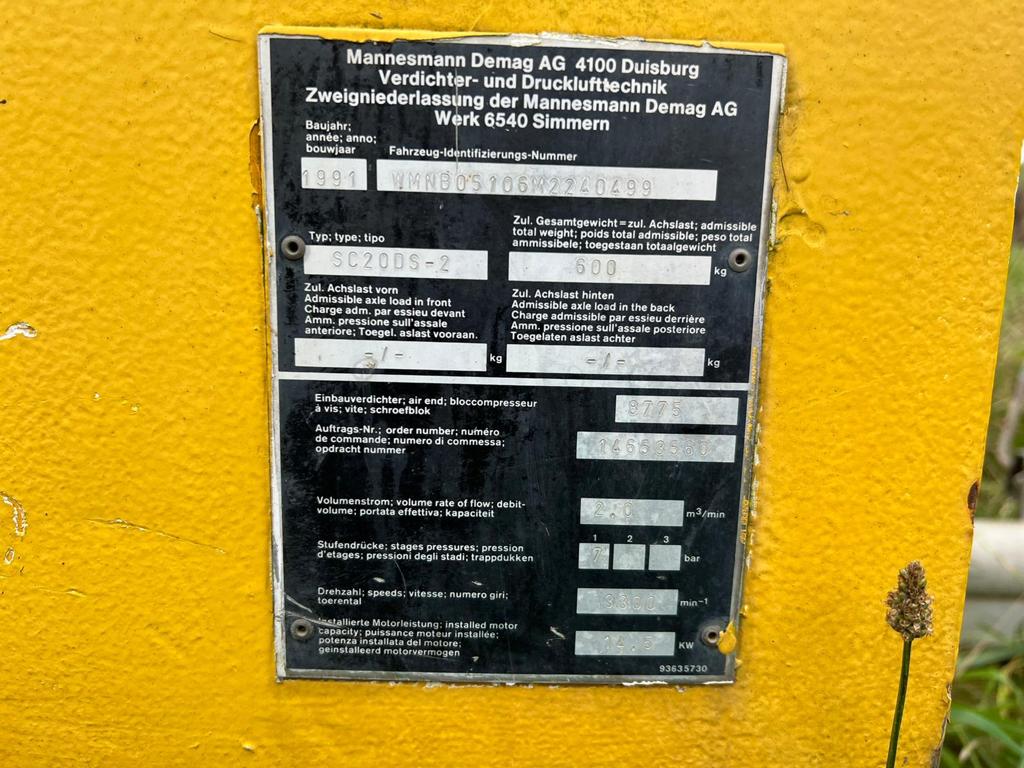 Mannesmann Demag AG 4100 Duisburg
Verdichter- und Drucklufttechnik
Zweigniederlassung der Mannesmann Demag AG
Werk 6540 Simmern
Baujahr;
année; anno;
bouwjaar
Fahrzeug-Identifizierungs-Nummer
1991
WMNB05106M2240499
Typ; type; tipo
SC20DS-2
Zul. Gesamtgewicht = zul. Achslast; admissible
total weight; poids total admissible; peso total
ammissibele; toegestaan totaalgewicht
600 kg
Zul. Achslast vorn
Admissible axle load in front
Charge adm. par essieu devant
Amm. pressione sull'assale
anteriore; Toegel. aslast vooraan.
-/- kg
Zul. Achslast hinten
Admissible axle load in the back
Charge admissible par essieu derrière
Amm. pressione sull'assale posteriore
Toegelaten aslast achter
-/- kg
Einbauverdichter; air end; bloccompresseur
à vis; vite; schroefblok
8775
Auftrags-Nr.; order number; numéro
de commande; numero di commessa;
opdracht nummer
14653580
Volumenstrom; volume rate of flow; debit-
volume; portata effettiva; kapaciteit
2.0 m³/min
Stufendrücke; stages pressures; pression
d'etages; pressioni degli stadi; trappdukken
1 2 3
7 bar
Drehzahl; speeds; vitesse; numero giri;
toerental
3300 min⁻¹
Installierte Motorleistung; installed motor
capacity; puissance moteur installée;
potenza installata del motore;
geinstalleerd motorvermogen
14.5 KW
93635730